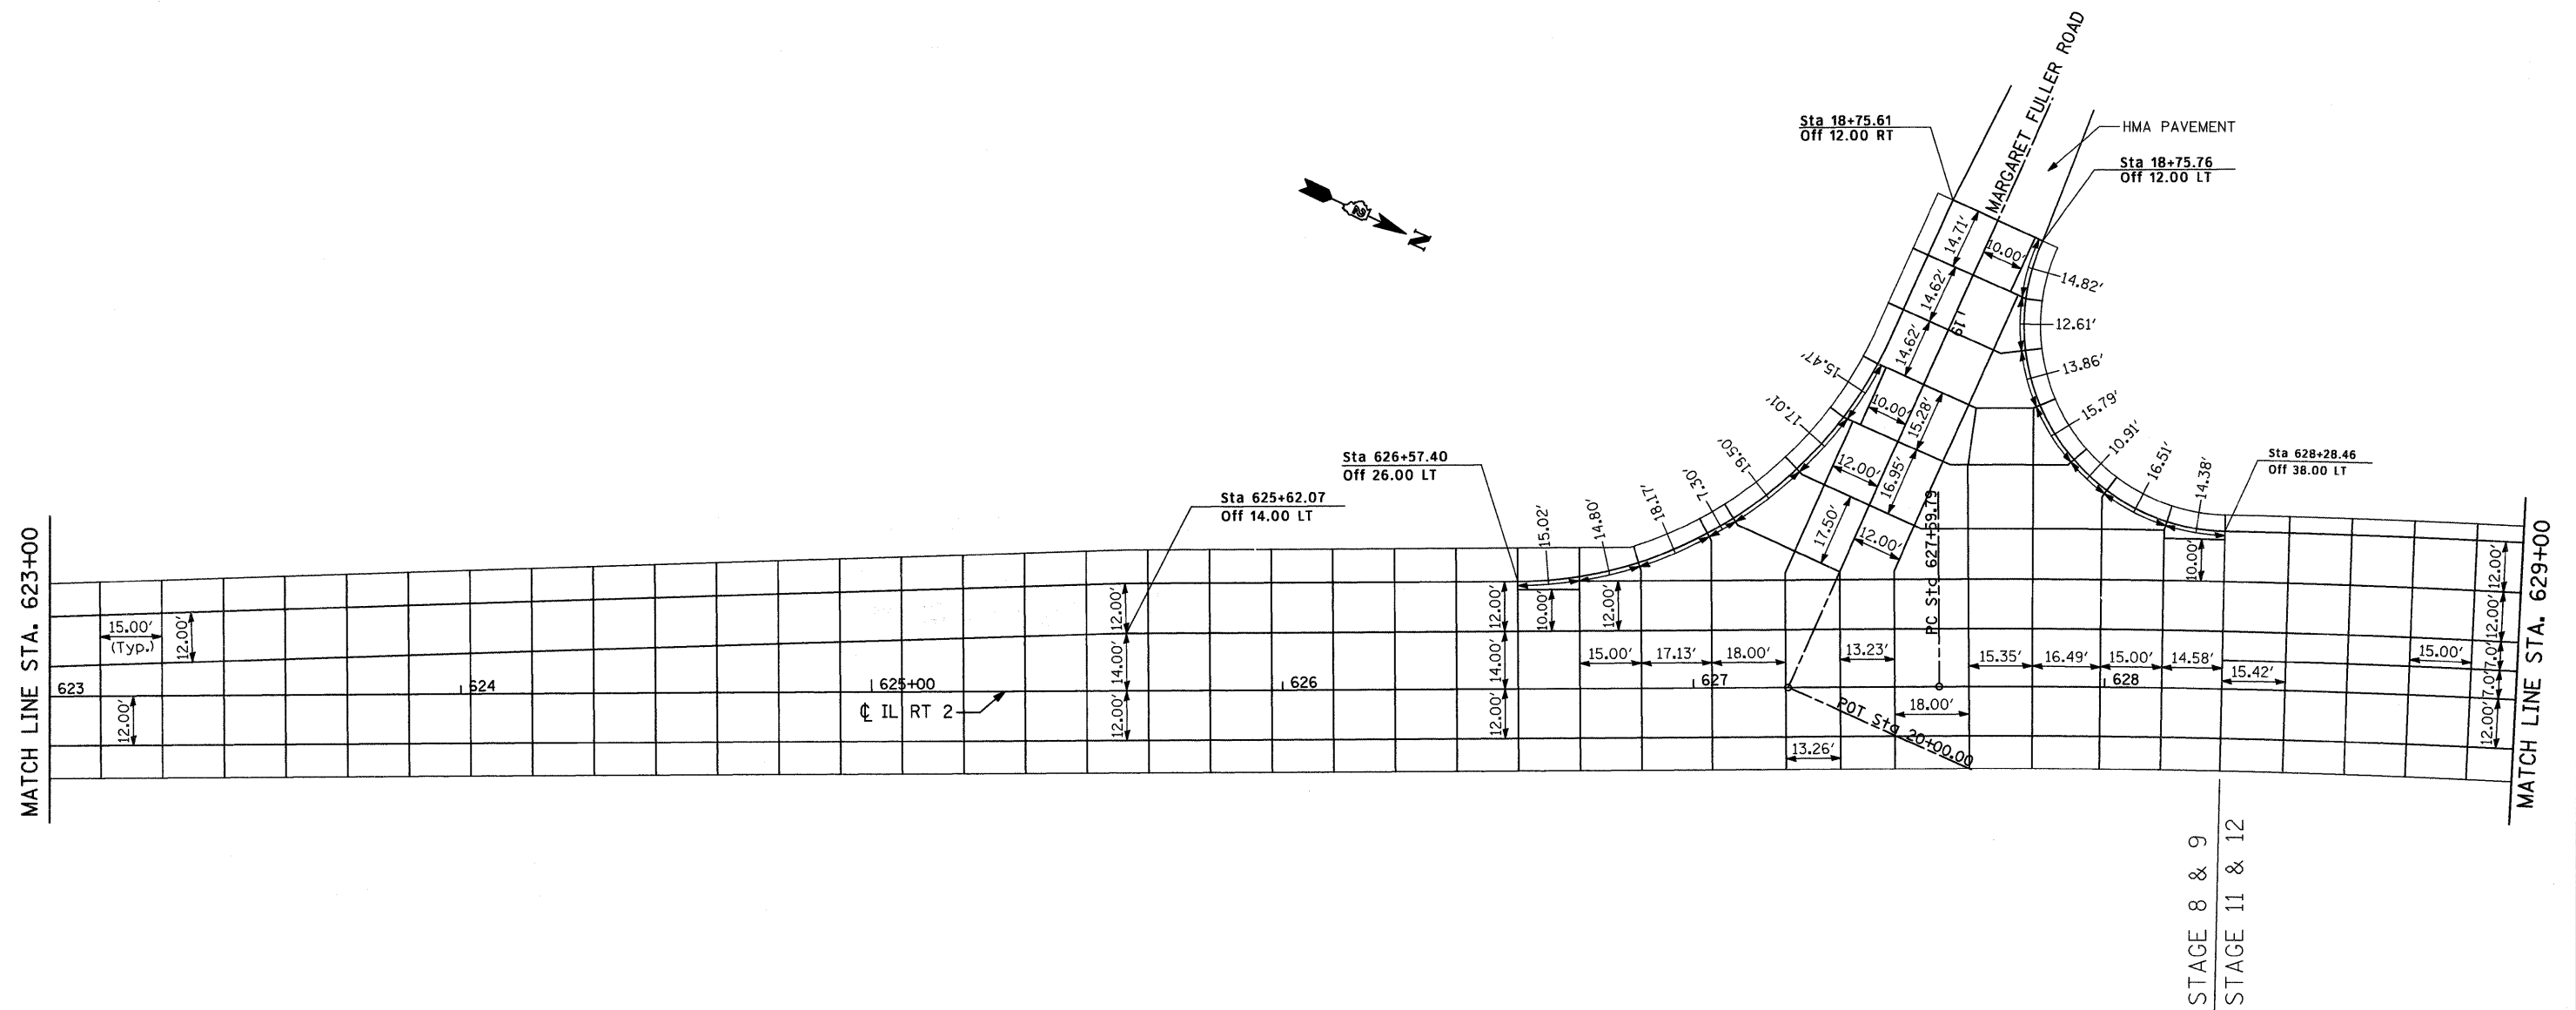 MARGARET FULLER ROAD
Sta 18+75.61
Off 12.00 RT
HMA PAVEMENT
Sta 18+75.76
Off 12.00 LT
N
14.71'
10.00'
14.82'
14.62'
19
12.61'
14.62'
13.86'
15.47'
10.00'
15.28'
15.79'
17.01'
10.91'
19.50'
12.00'
16.95'
16.51'
14.38'
Sta 628+28.46
Off 38.00 LT
Sta 626+57.40
Off 26.00 LT
7.30'
18.17'
14.80'
15.02'
17.50'
12.00'
PC Sta 627+59.79
Sta 625+62.07
Off 14.00 LT
MATCH LINE STA. 623+00
15.00'
(Typ.)
12.00'
12.00'
12.00'
10.00'
12.00'
10.00'
12.00'
12.00'
14.00'
14.00'
15.00'
17.13'
18.00'
13.23'
15.35'
16.49'
15.00'
14.58'
15.42'
15.00'
7.0'
7.0'
623
624
625+00
626
627
628
℄ IL RT 2
12.00'
12.00'
12.00'
12.00'
18.00'
13.26'
POT Sta 20+00.00
MATCH LINE STA. 629+00
STAGE 8 & 9
STAGE 11 & 12